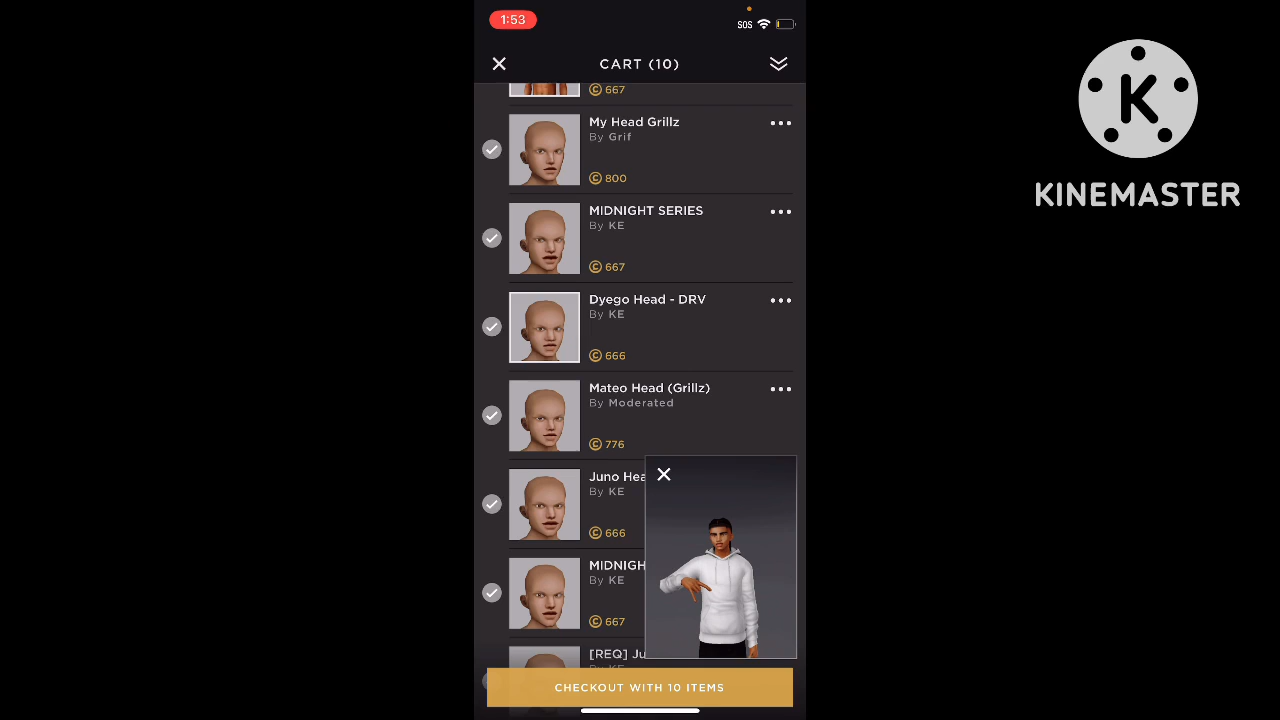 1:53
SOS
CART (10)
667
My Head Grillz
By Grif
800
MIDNIGHT SERIES
By KE
667
Dyego Head - DRV
By KE
666
Mateo Head (Grillz)
By Moderated
776
Juno Hea
By KE
666
MIDNIGH
By KE
667
[REQ] Ju
CHECKOUT WITH 10 ITEMS
K
KINEMASTER